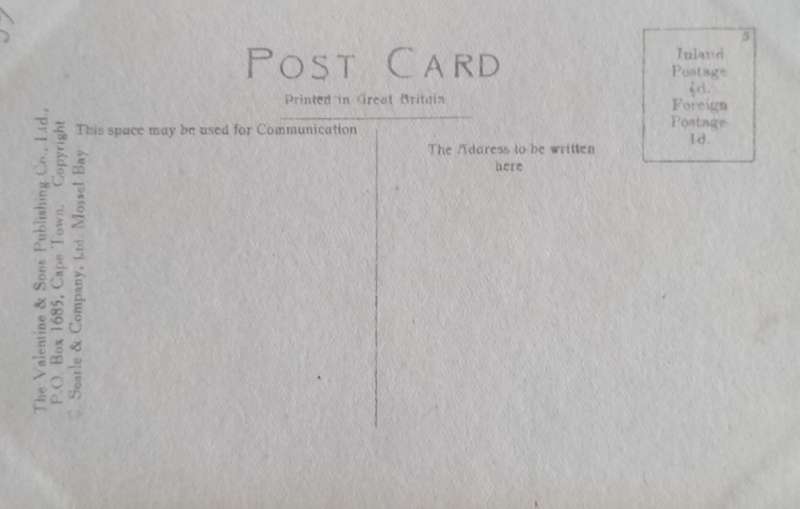 POST CARD
Printed in Great Britain
This space may be used for Communication
The Address to be written
here
5
Inland
Postage
½d.
Foreign
Postage
1d.
The Valentine & Sons Publishing Co., Ltd.,
P.O. Box 1685, Cape Town. Copyright
Searle & Company, Ltd. Mossel Bay